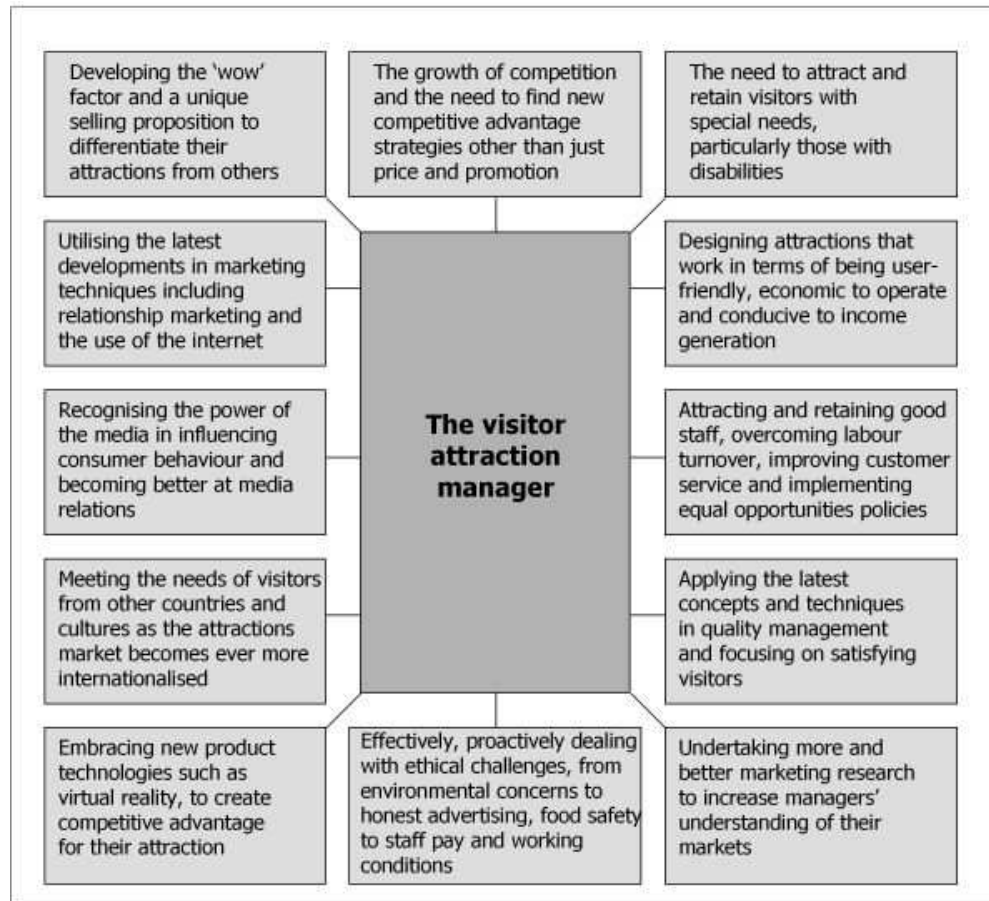 Developing the ‘wow’
factor and a unique
selling proposition to
differentiate their
attractions from others
The growth of competition
and the need to find new
competitive advantage
strategies other than just
price and promotion
The need to attract and
retain visitors with
special needs,
particularly those with
disabilities
Utilising the latest
developments in marketing
techniques including
relationship marketing and
the use of the internet
Designing attractions that
work in terms of being user-
friendly, economic to operate
and conducive to income
generation
Recognising the power of
the media in influencing
consumer behaviour and
becoming better at media
relations
The visitor
attraction
manager
Attracting and retaining good
staff, overcoming labour
turnover, improving customer
service and implementing
equal opportunities policies
Meeting the needs of visitors
from other countries and
cultures as the attractions
market becomes ever more
internationalised
Applying the latest
concepts and techniques
in quality management
and focusing on satisfying
visitors
Embracing new product
technologies such as
virtual reality, to create
competitive advantage
for their attraction
Effectively, proactively dealing
with ethical challenges, from
environmental concerns to
honest advertising, food safety
to staff pay and working
conditions
Undertaking more and
better marketing research
to increase managers’
understanding of their
markets